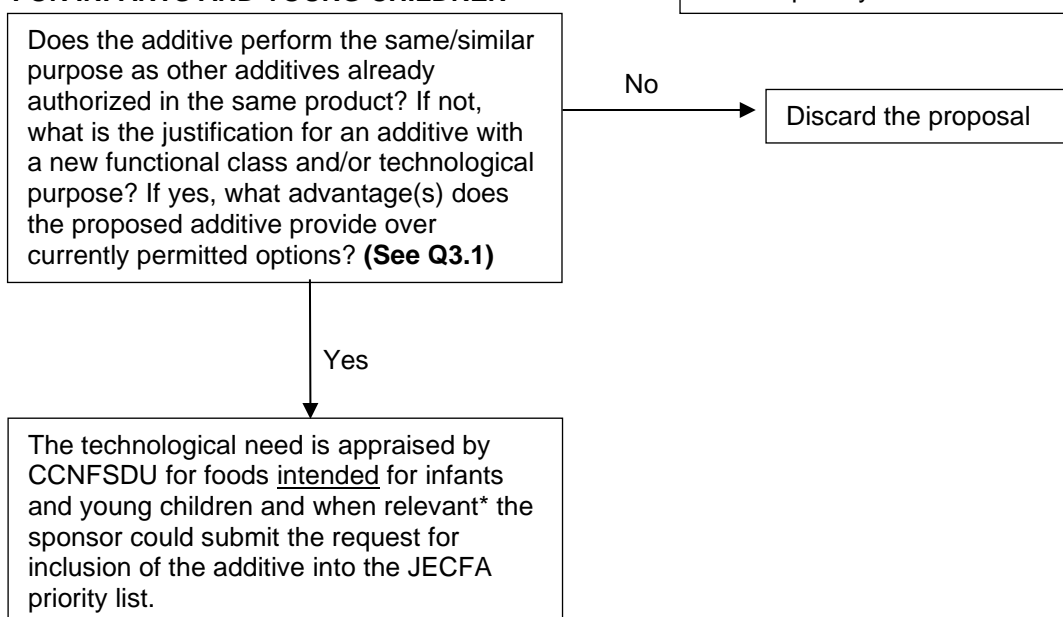 Does the additive perform the same/similar
purpose as other additives already
authorized in the same product? If not,
what is the justification for an additive with
a new functional class and/or technological
purpose? If yes, what advantage(s) does
the proposed additive provide over
currently permitted options? (See Q3.1)
No
Discard the proposal
Yes
The technological need is appraised by
CCNFSDU for foods intended for infants
and young children and when relevant* the
sponsor could submit the request for
inclusion of the additive into the JECFA
priority list.